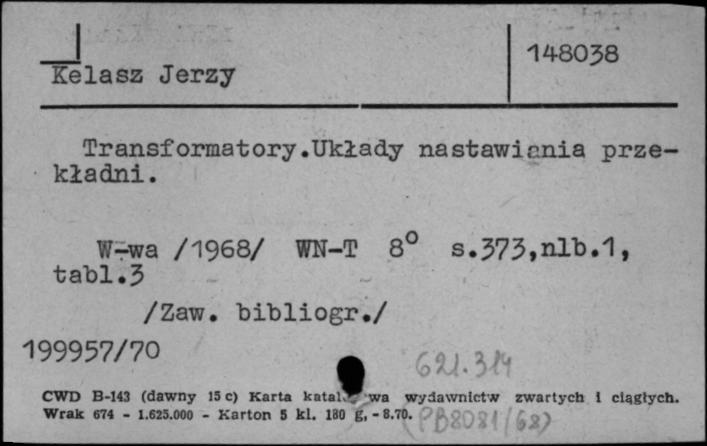 148038
Kelasz Jerzy
Transformatory.Układy nastawiania prze-
kładni.
W-wa /1968/ WN-T 8° s.373,nlb.1,
tabl.3
/Zaw. bibliogr./
199957/70
621.314
CWD B-143 (dawny 15 c) Karta katal wa wydawnictw zwartych i ciągłych.
Wrak 674 - 1.625.000 - Karton 5 kl. 180 g, - 8.70.
(PB8081/68)